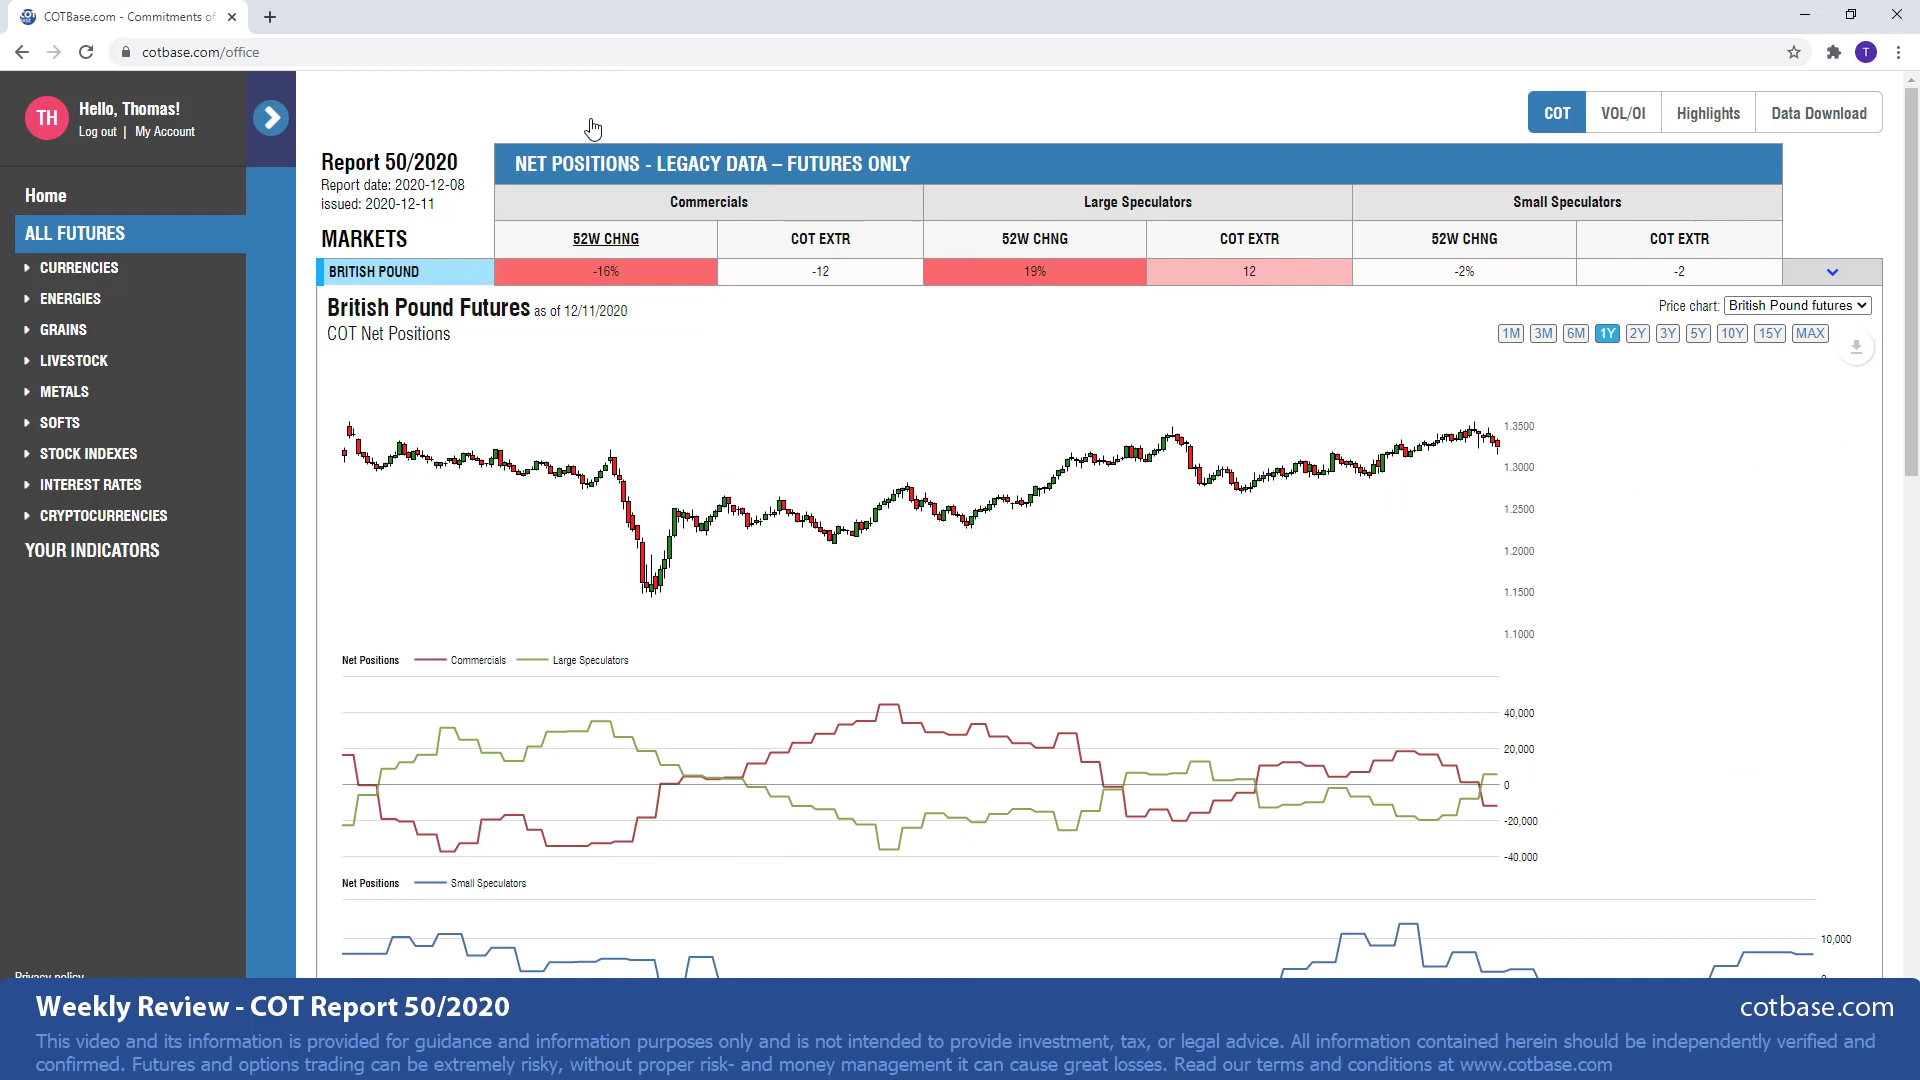 COTBase.com - Commitments of
cotbase.com/office
T
TH
Hello, Thomas!
Log out | My Account
Home
ALL FUTURES
CURRENCIES
ENERGIES
GRAINS
LIVESTOCK
METALS
SOFTS
STOCK INDEXES
INTEREST RATES
CRYPTOCURRENCIES
YOUR INDICATORS
Privacy policy
COT VOL/OI Highlights Data Download
Report 50/2020
Report date: 2020-12-08
issued: 2020-12-11
NET POSITIONS - LEGACY DATA – FUTURES ONLY
Commercials Large Speculators Small Speculators
MARKETS 52W CHNG COT EXTR 52W CHNG COT EXTR 52W CHNG COT EXTR
BRITISH POUND -16% -12 19% 12 -2% -2
British Pound Futures as of 12/11/2020
Price chart: British Pound futures
COT Net Positions
1M 3M 6M 1Y 2Y 3Y 5Y 10Y 15Y MAX
1.3500
1.3000
1.2500
1.2000
1.1500
1.1000
Net Positions Commercials Large Speculators
40,000
20,000
0
-20,000
-40,000
Net Positions Small Speculators
10,000
Weekly Review - COT Report 50/2020
cotbase.com
This video and its information is provided for guidance and information purposes only and is not intended to provide investment, tax, or legal advice. All information contained herein should be independently verified and
confirmed. Futures and options trading can be extremely risky, without proper risk- and money management it can cause great losses. Read our terms and conditions at www.cotbase.com